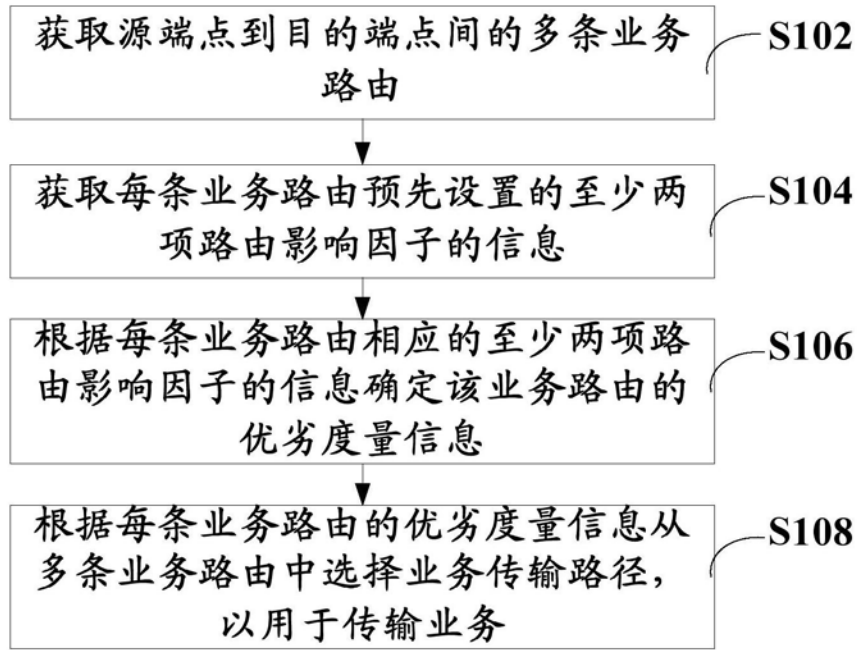 获取源端点到目的端点间的多条业务
路由
S102
获取每条业务路由预先设置的至少两
项路由影响因子的信息
S104
根据每条业务路由相应的至少两项路
由影响因子的信息确定该业务路由的
优劣度量信息
S106
根据每条业务路由的优劣度量信息从
多条业务路由中选择业务传输路径，
以用于传输业务
S108